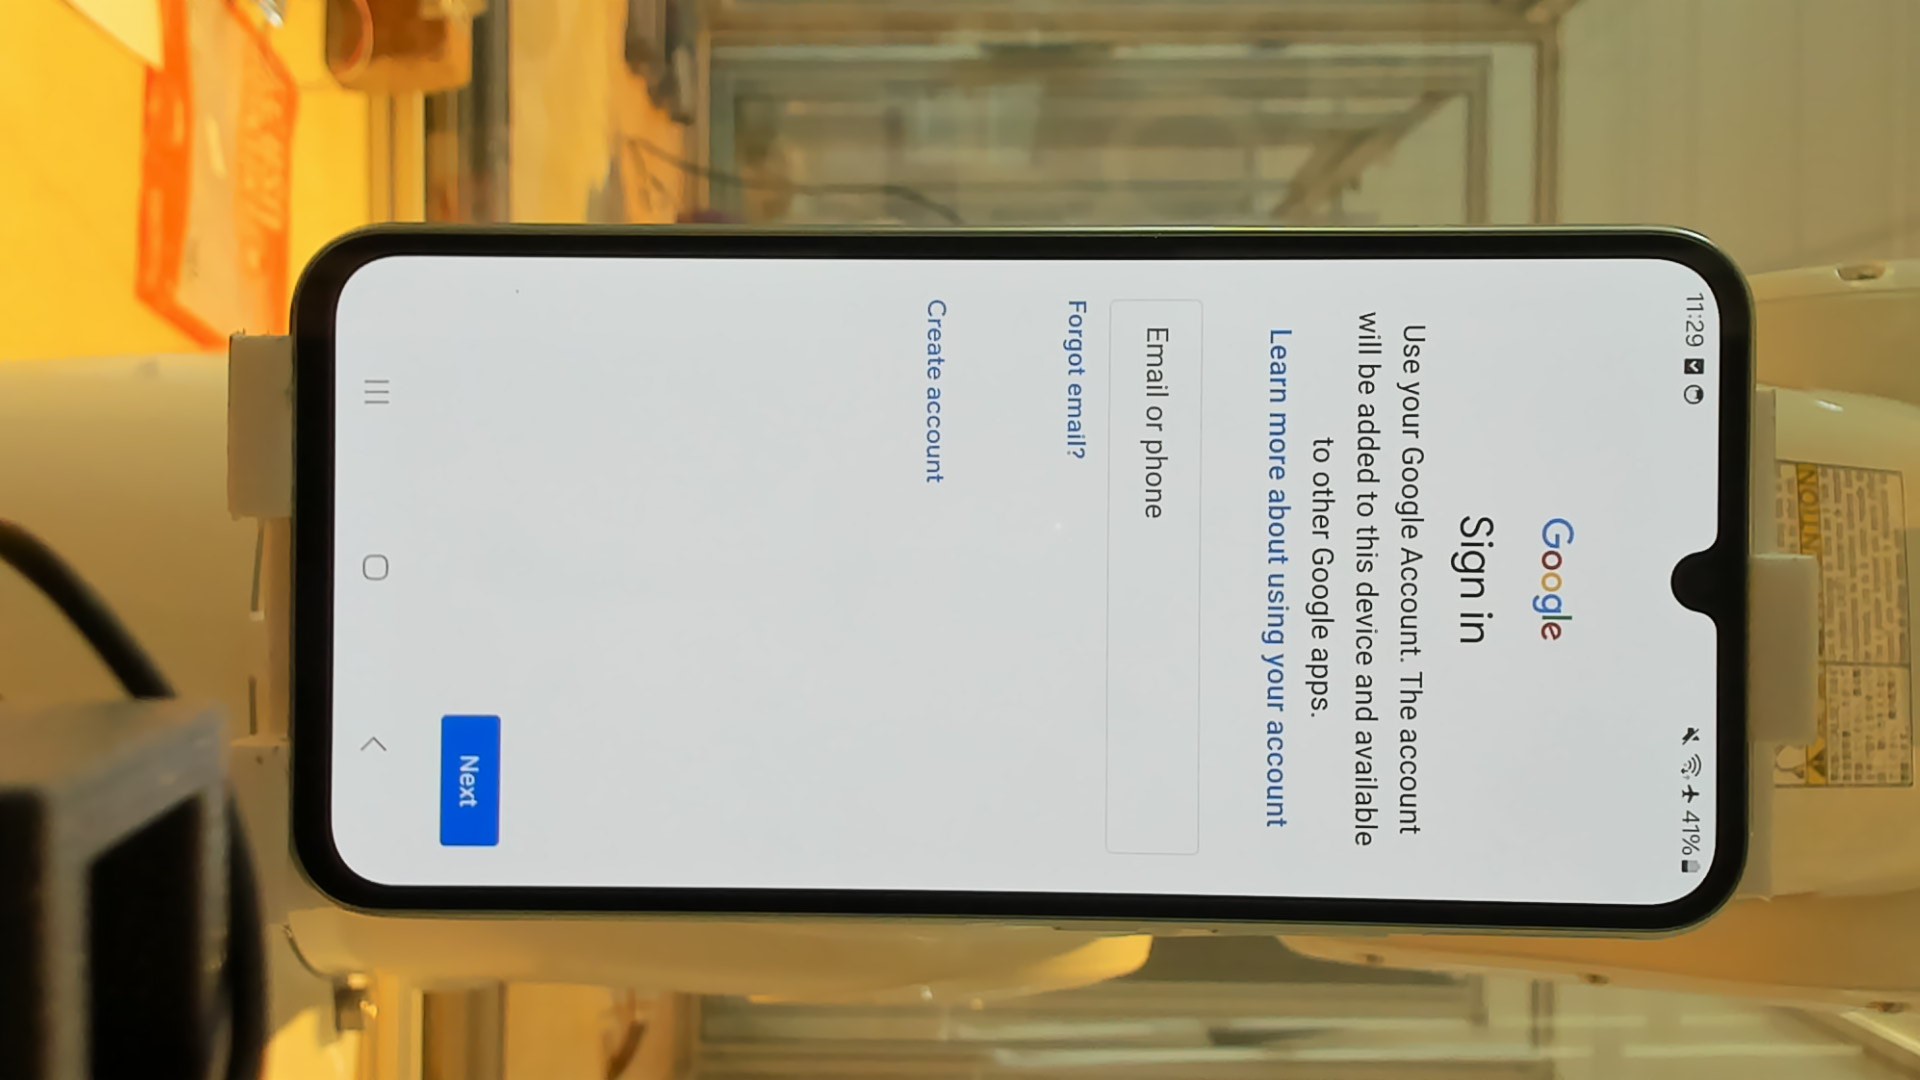 11:29
41%
Google
Sign in
Use your Google Account. The account
will be added to this device and available
to other Google apps.
Learn more about using your account
Email or phone
Forgot email?
Create account
Next